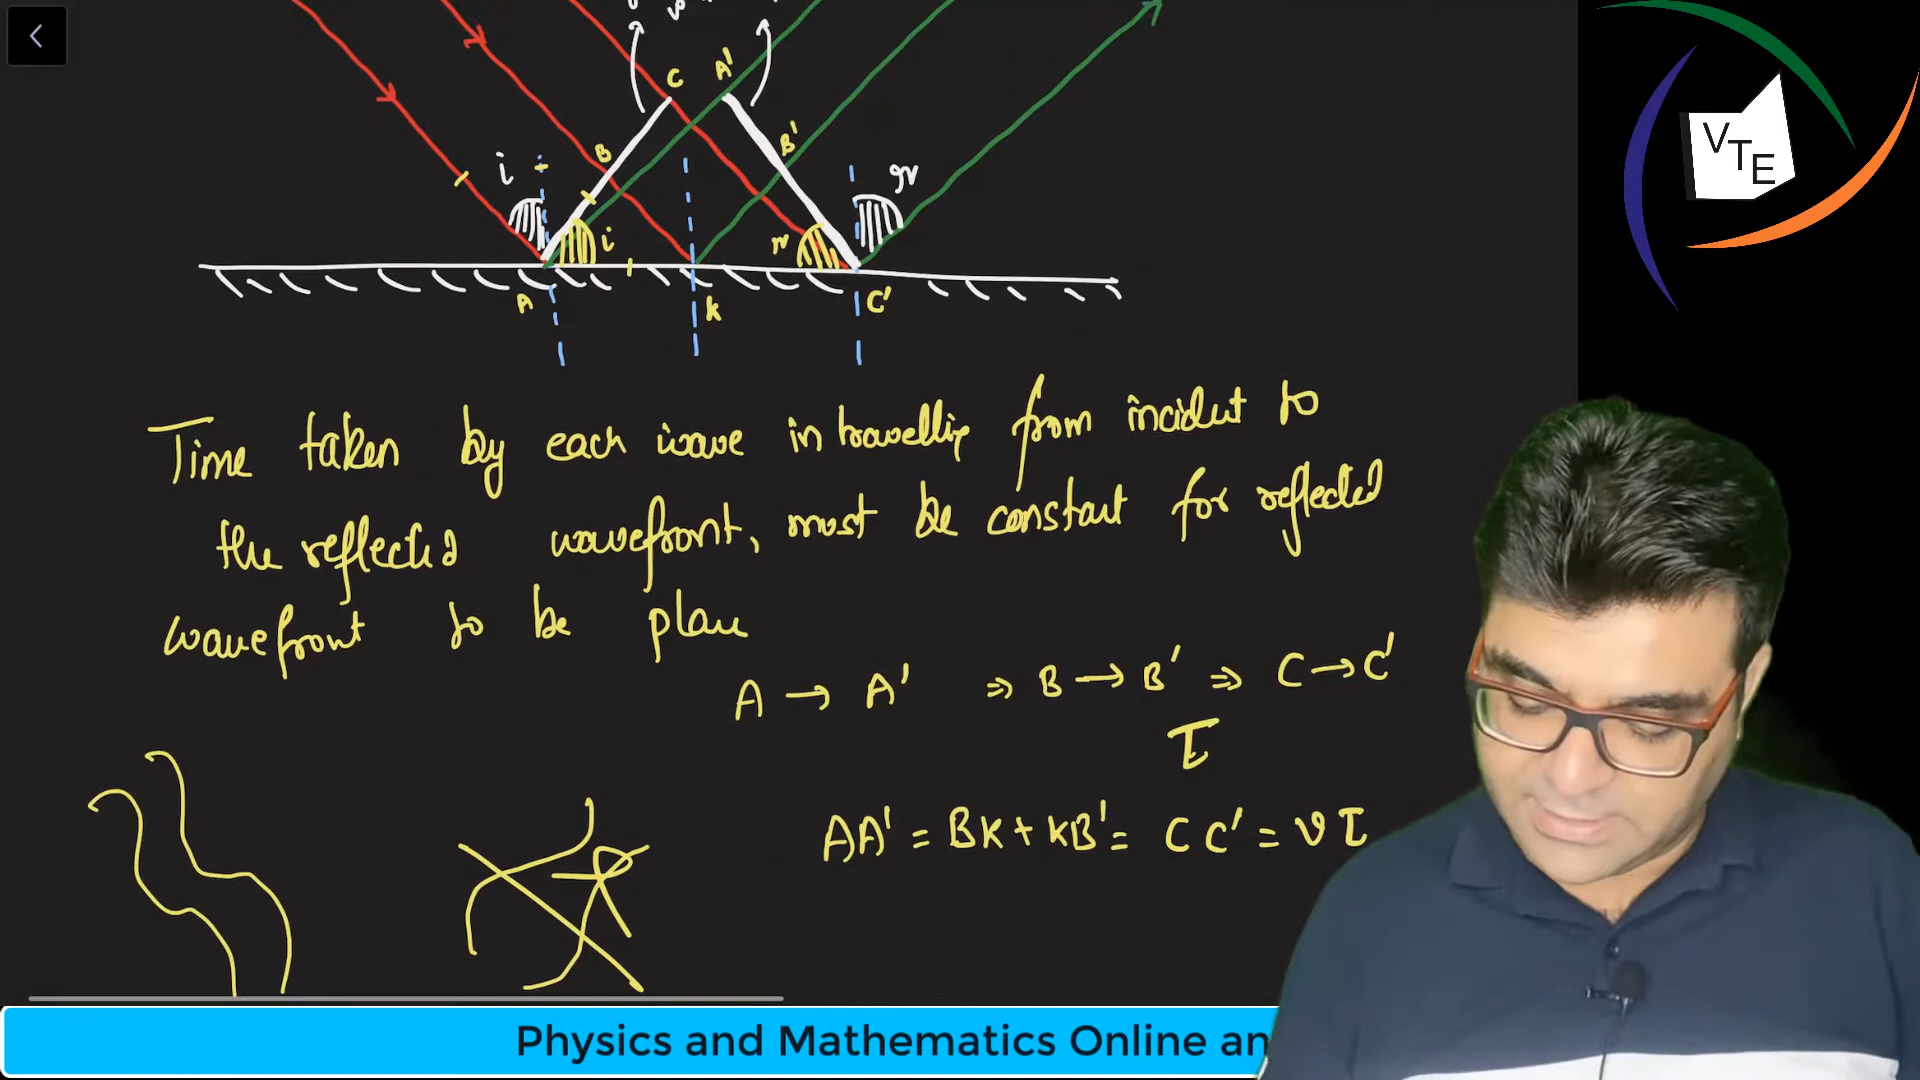 C A'
B B'
i r
i r
A K C'
Time taken by each wave in travelling from incident to
the reflected wavefront, must be constant for reflected
wavefront to be plane
A → A' ⇒ B → B' ⇒ C → C'
τ
AA' = BK + KB' = CC' = vτ
VTE
Physics and Mathematics Online an